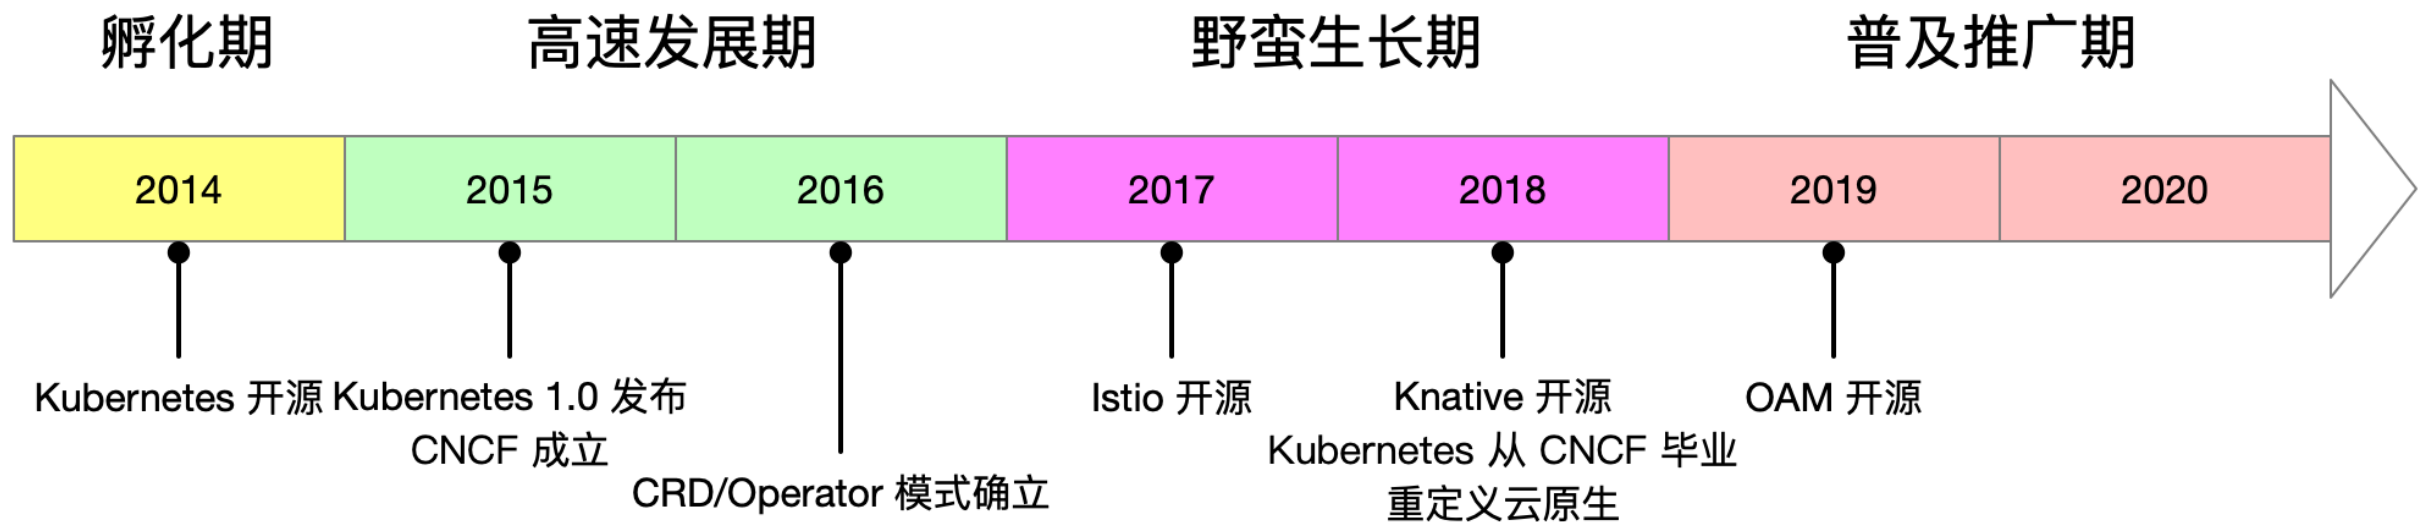 孵化期
高速发展期
野蛮生长期
普及推广期
2014
2015
2016
2017
2018
2019
2020
Kubernetes 开源
Kubernetes 1.0 发布
CNCF 成立
CRD/Operator 模式确立
Istio 开源
Knative 开源
Kubernetes 从 CNCF 毕业
重定义云原生
OAM 开源